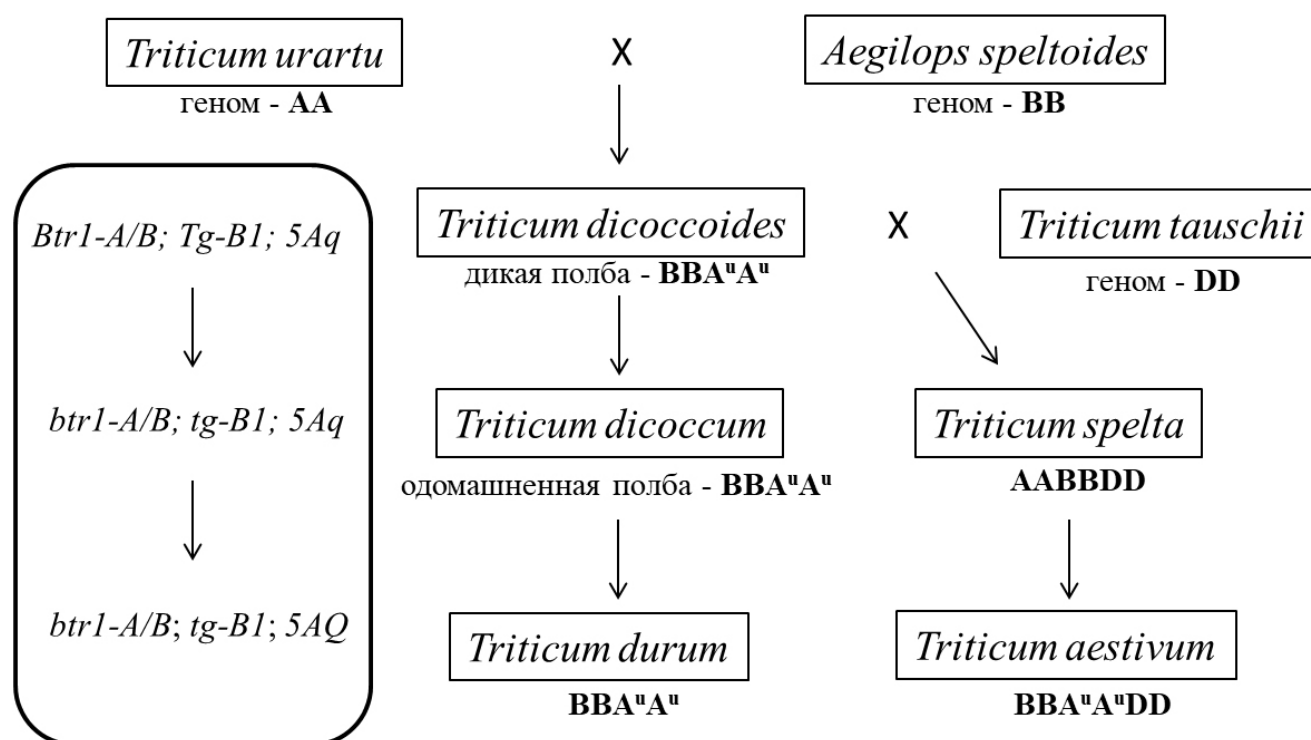 Triticum urartu X Aegilops speltoides
геном - AA геном - BB
Btr1-A/B; Tg-B1; 5Aq
btr1-A/B; tg-B1; 5Aq
btr1-A/B; tg-B1; 5AQ
Triticum dicoccoides X Triticum tauschii
дикая полба - BBAᵘAᵘ геном - DD
Triticum dicoccum Triticum spelta
одомашненная полба - BBAᵘAᵘ AABBDD
Triticum durum Triticum aestivum
BBAᵘAᵘ BBAᵘAᵘDD